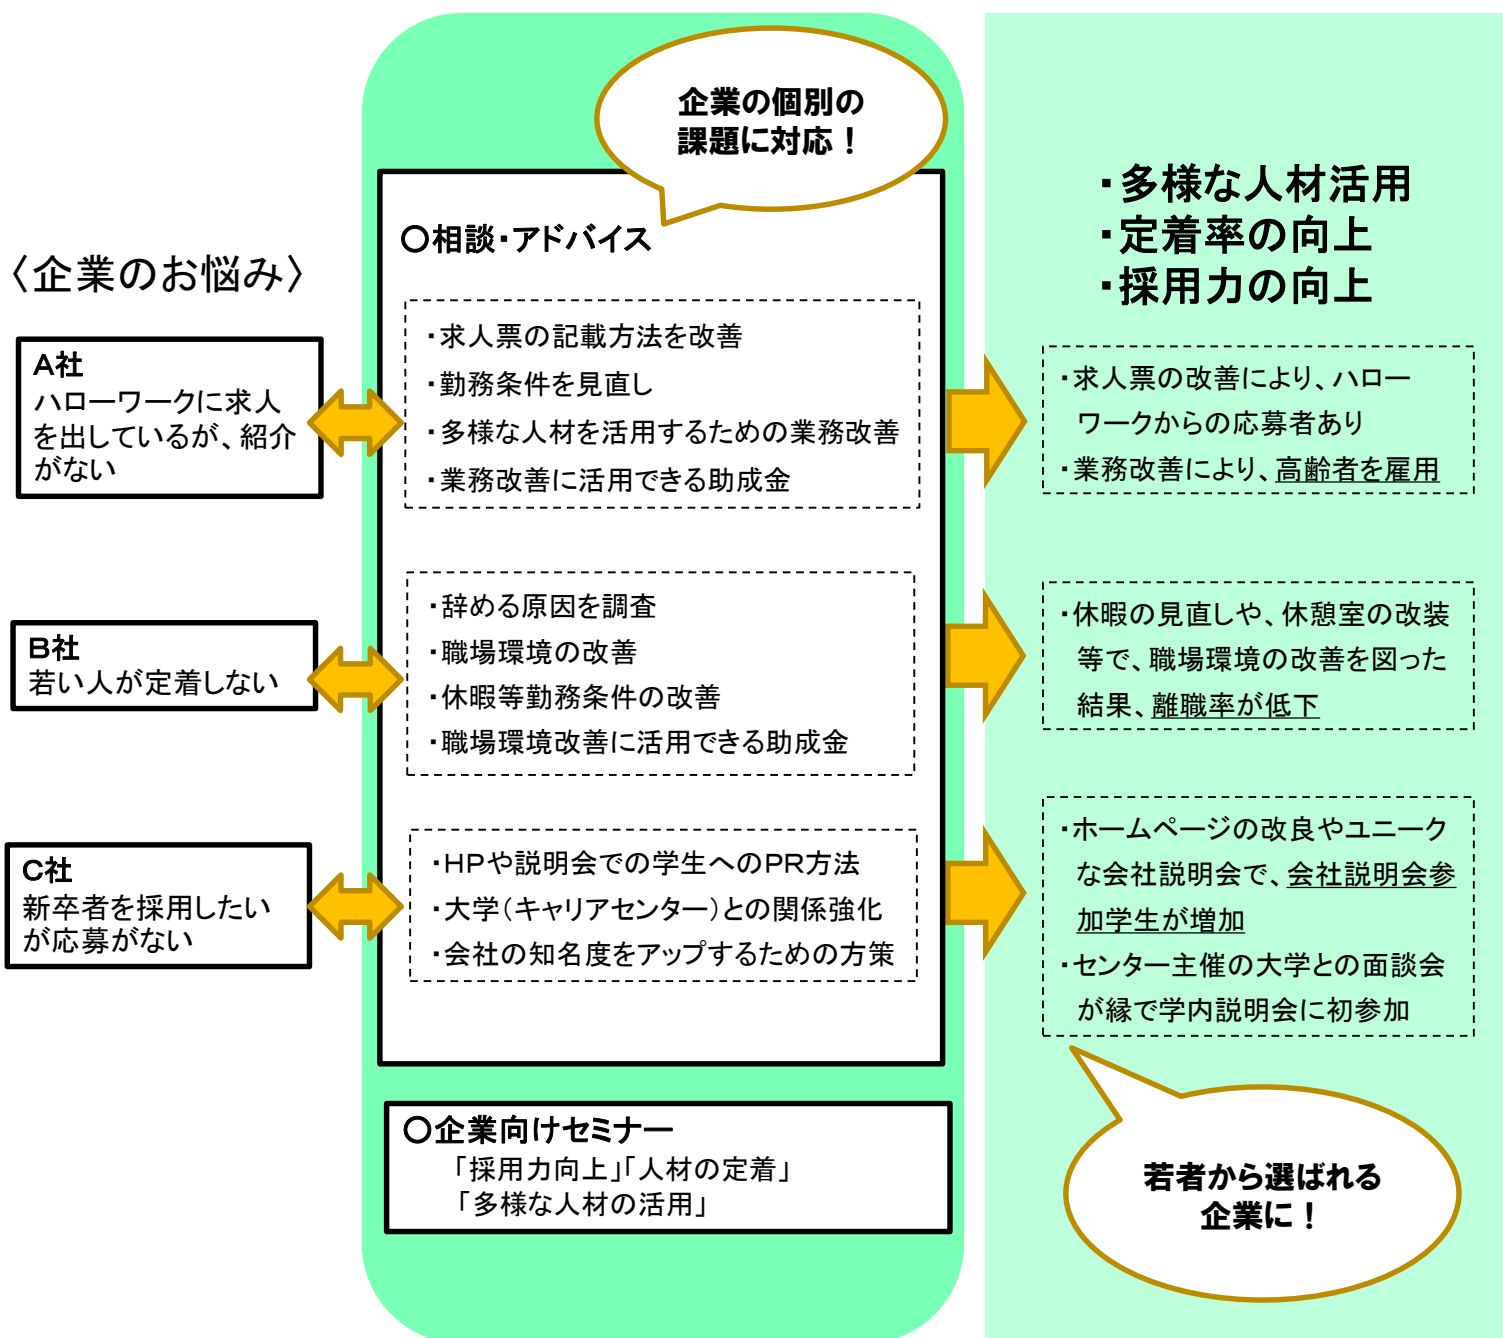 〈企業のお悩み〉
A社
ハローワークに求人
を出しているが、紹介
がない
B社
若い人が定着しない
C社
新卒者を採用したい
が応募がない
企業の個別の
課題に対応！
○相談・アドバイス
・求人票の記載方法を改善
・勤務条件を見直し
・多様な人材を活用するための業務改善
・業務改善に活用できる助成金
・辞める原因を調査
・職場環境の改善
・休暇等勤務条件の改善
・職場環境改善に活用できる助成金
・HPや説明会での学生へのPR方法
・大学（キャリアセンター）との関係強化
・会社の知名度をアップするための方策
○企業向けセミナー
「採用力向上」「人材の定着」
「多様な人材の活用」
・多様な人材活用
・定着率の向上
・採用力の向上
・求人票の改善により、ハロー
ワークからの応募者あり
・業務改善により、高齢者を雇用
・休暇の見直しや、休憩室の改装
等で、職場環境の改善を図った
結果、離職率が低下
・ホームページの改良やユニーク
な会社説明会で、会社説明会参
加学生が増加
・センター主催の大学との面談会
が縁で学内説明会に初参加
若者から選ばれる
企業に！